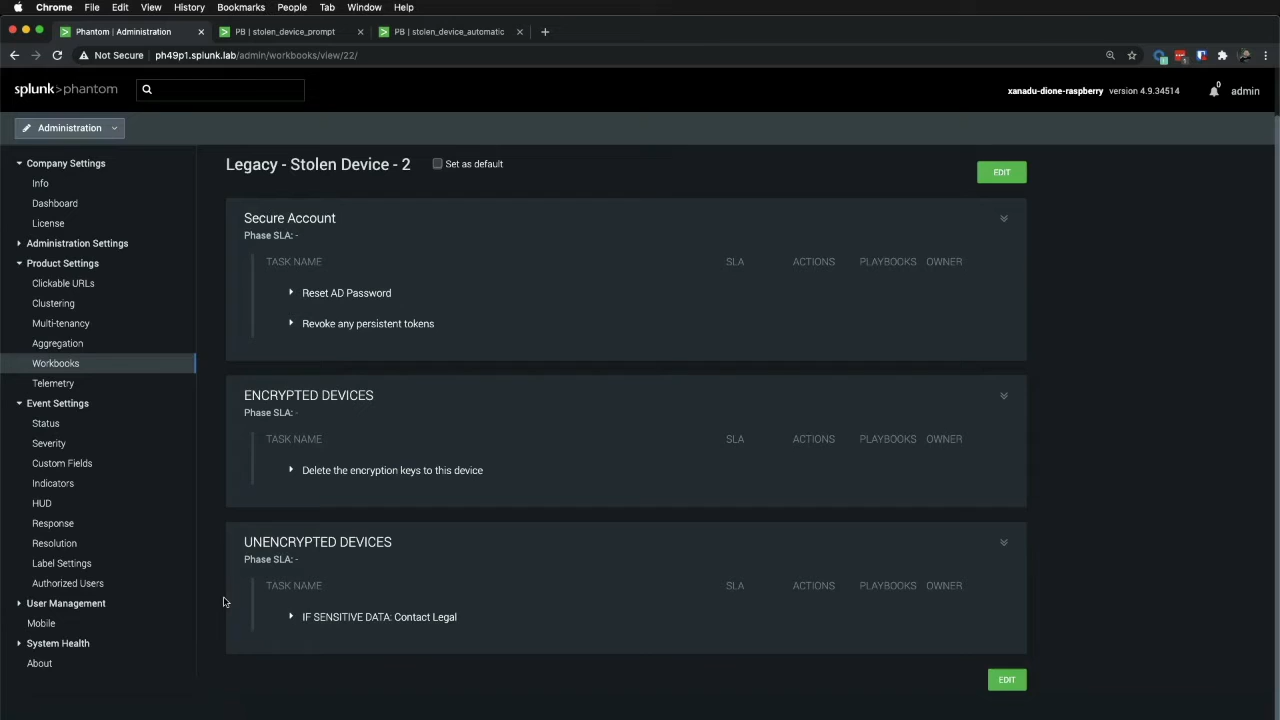 Chrome File Edit View History Bookmarks People Tab Window Help
Phantom | Administration
PB | stolen_device_prompt
PB | stolen_device_automatic
Not Secure ph49p1.splunk.lab/admin/workbooks/view/22/
splunk>phantom
xanadu-dione-raspberry version 4.9.34514
0
admin
Administration
Company Settings
Info
Dashboard
License
Administration Settings
Product Settings
Clickable URLs
Clustering
Multi-tenancy
Aggregation
Workbooks
Telemetry
Event Settings
Status
Severity
Custom Fields
Indicators
HUD
Response
Resolution
Label Settings
Authorized Users
User Management
Mobile
System Health
About
Legacy - Stolen Device - 2
Set as default
EDIT
Secure Account
Phase SLA: -
TASK NAME SLA ACTIONS PLAYBOOKS OWNER
Reset AD Password
Revoke any persistent tokens
ENCRYPTED DEVICES
Phase SLA: -
TASK NAME SLA ACTIONS PLAYBOOKS OWNER
Delete the encryption keys to this device
UNENCRYPTED DEVICES
Phase SLA: -
TASK NAME SLA ACTIONS PLAYBOOKS OWNER
IF SENSITIVE DATA: Contact Legal
EDIT